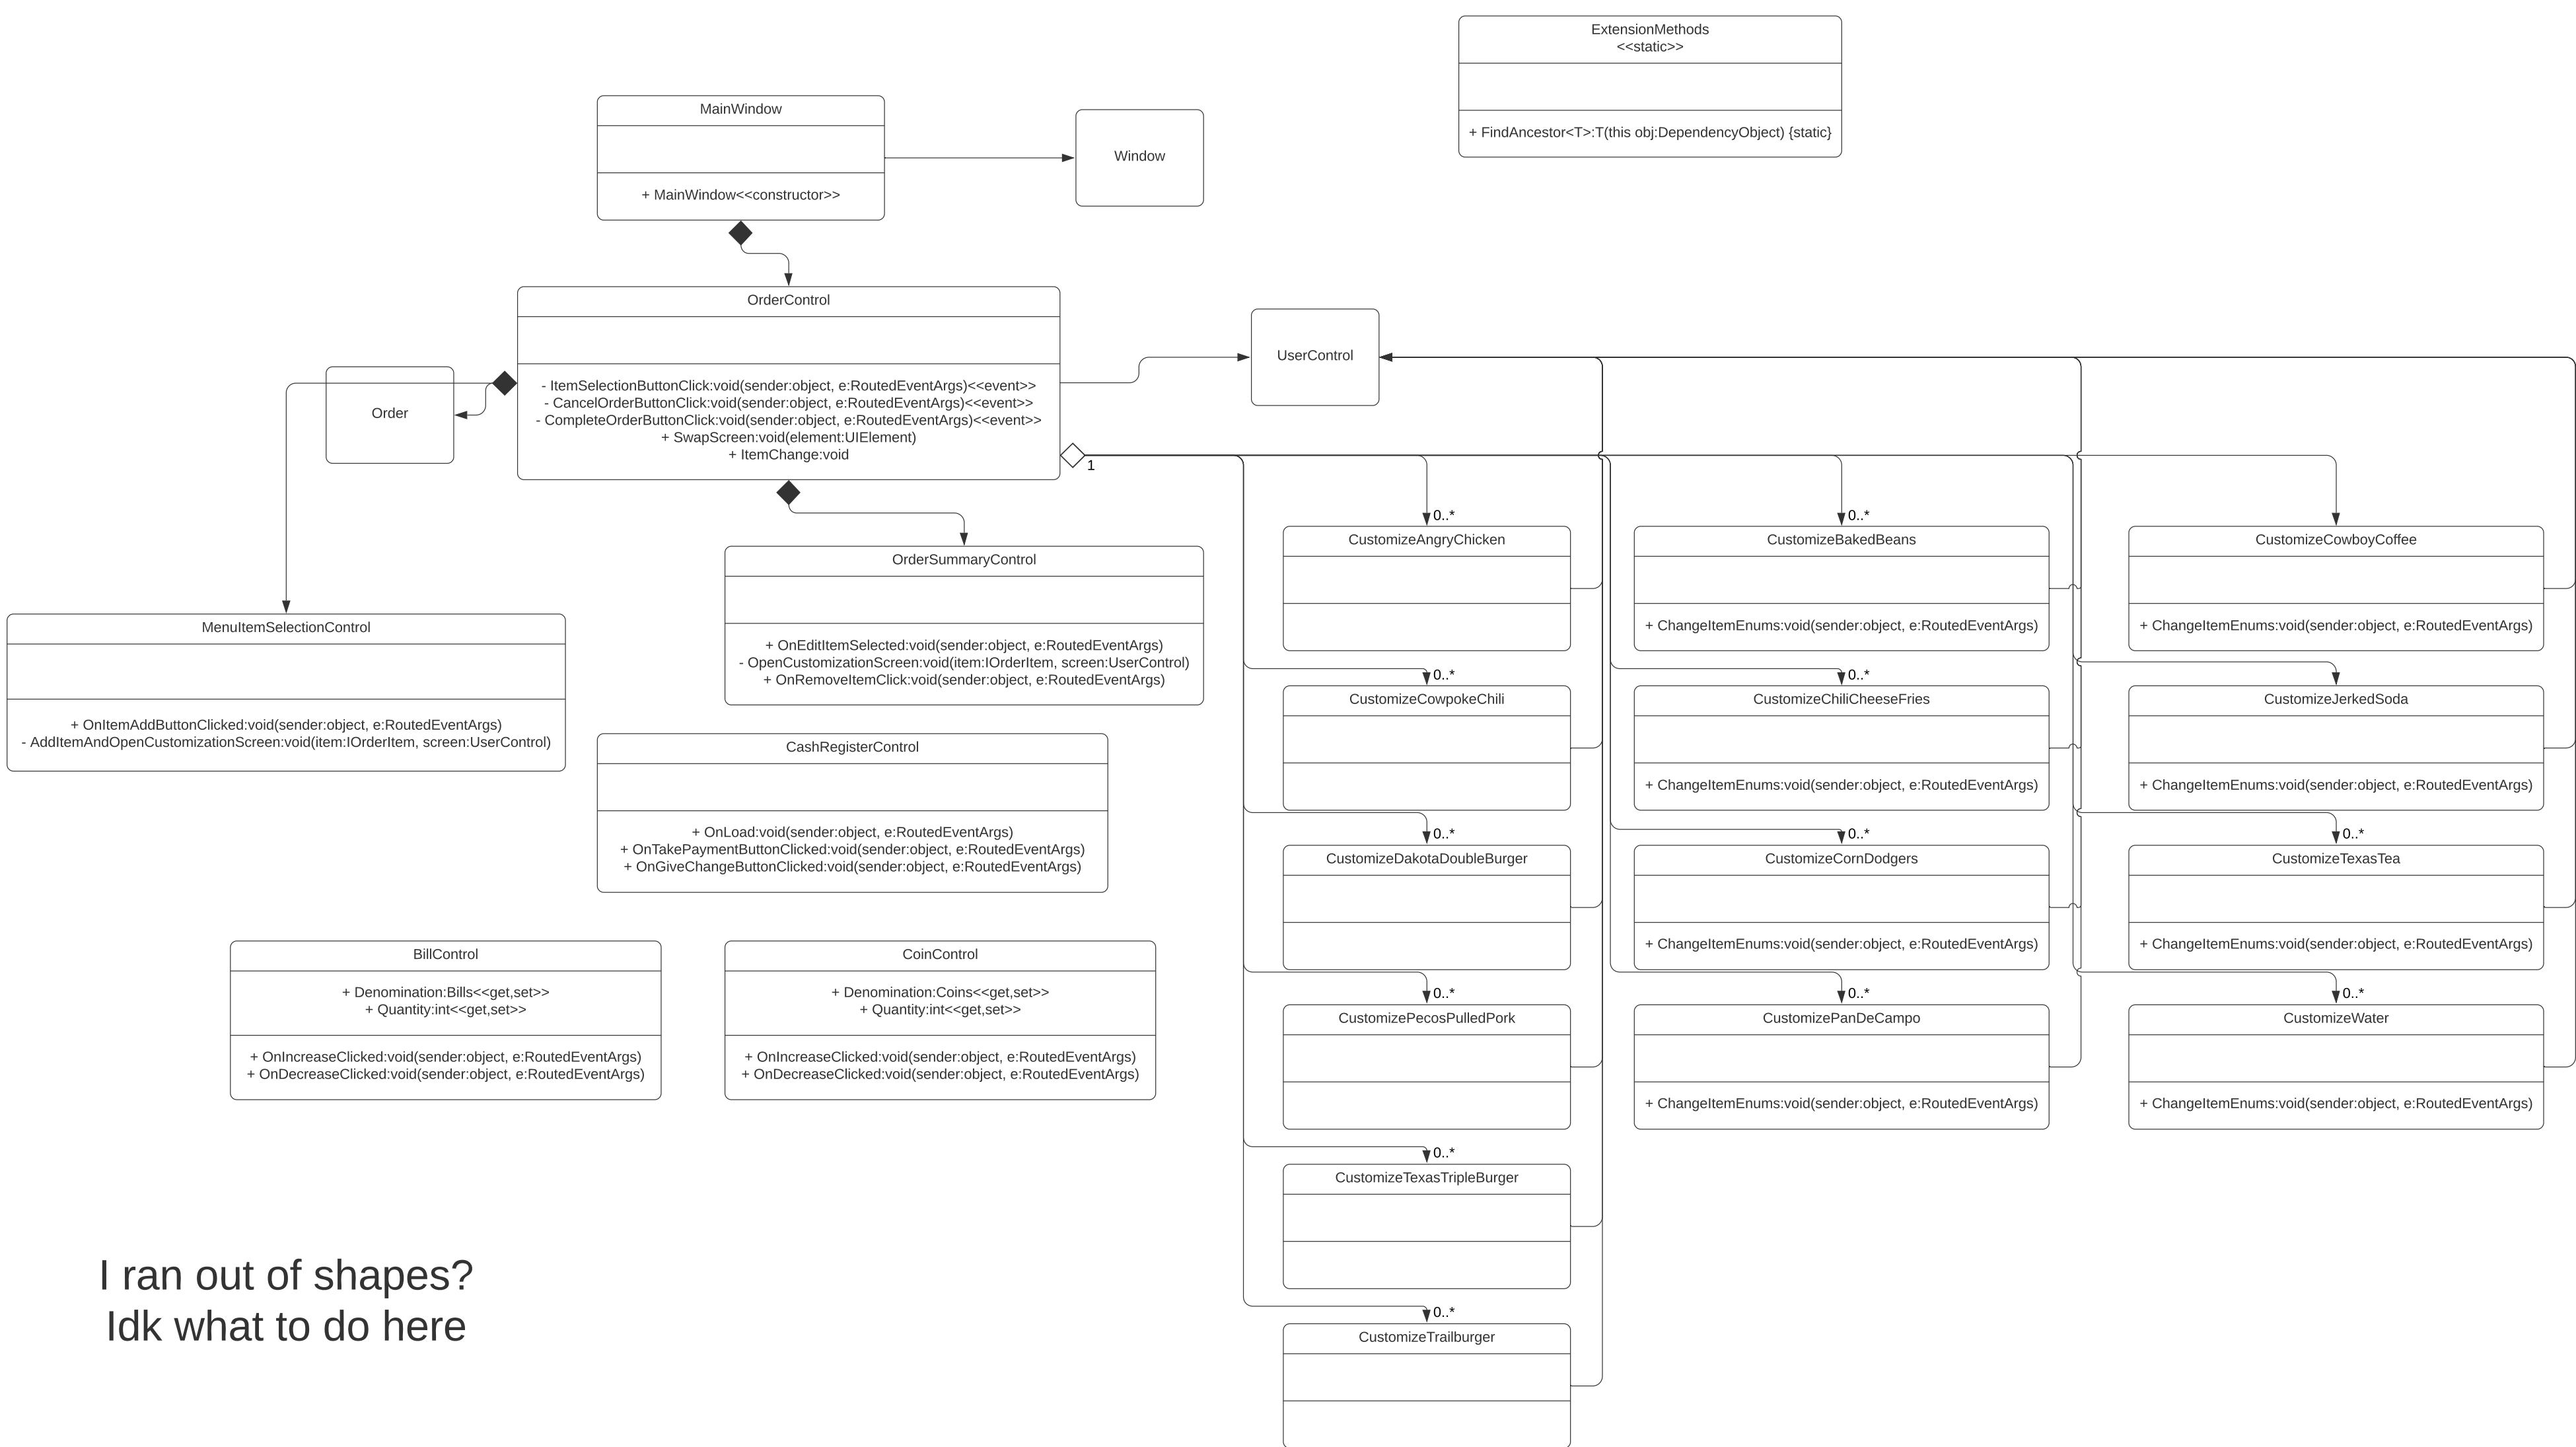 ExtensionMethods
<<static>>
+ FindAncestor<T>:T(this obj:DependencyObject) {static}
MainWindow
+ MainWindow<<constructor>>
Window
OrderControl
- ItemSelectionButtonClick:void(sender:object, e:RoutedEventArgs)<<event>>
- CancelOrderButtonClick:void(sender:object, e:RoutedEventArgs)<<event>>
- CompleteOrderButtonClick:void(sender:object, e:RoutedEventArgs)<<event>>
+ SwapScreen:void(element:UIElement)
+ ItemChange:void
UserControl
Order
1
OrderSummaryControl
+ OnEditItemSelected:void(sender:object, e:RoutedEventArgs)
- OpenCustomizationScreen:void(item:IOrderItem, screen:UserControl)
+ OnRemoveItemClick:void(sender:object, e:RoutedEventArgs)
MenuItemSelectionControl
+ OnItemAddButtonClicked:void(sender:object, e:RoutedEventArgs)
- AddItemAndOpenCustomizationScreen:void(item:IOrderItem, screen:UserControl)
CashRegisterControl
+ OnLoad:void(sender:object, e:RoutedEventArgs)
+ OnTakePaymentButtonClicked:void(sender:object, e:RoutedEventArgs)
+ OnGiveChangeButtonClicked:void(sender:object, e:RoutedEventArgs)
BillControl
+ Denomination:Bills<<get,set>>
+ Quantity:int<<get,set>>
+ OnIncreaseClicked:void(sender:object, e:RoutedEventArgs)
+ OnDecreaseClicked:void(sender:object, e:RoutedEventArgs)
CoinControl
+ Denomination:Coins<<get,set>>
+ Quantity:int<<get,set>>
+ OnIncreaseClicked:void(sender:object, e:RoutedEventArgs)
+ OnDecreaseClicked:void(sender:object, e:RoutedEventArgs)
0..*
CustomizeAngryChicken
0..*
CustomizeCowpokeChili
0..*
CustomizeDakotaDoubleBurger
0..*
CustomizePecosPulledPork
0..*
CustomizeTexasTripleBurger
0..*
CustomizeTrailburger
0..*
CustomizeBakedBeans
+ ChangeItemEnums:void(sender:object, e:RoutedEventArgs)
0..*
CustomizeChiliCheeseFries
+ ChangeItemEnums:void(sender:object, e:RoutedEventArgs)
0..*
CustomizeCornDodgers
+ ChangeItemEnums:void(sender:object, e:RoutedEventArgs)
0..*
CustomizePanDeCampo
+ ChangeItemEnums:void(sender:object, e:RoutedEventArgs)
CustomizeCowboyCoffee
+ ChangeItemEnums:void(sender:object, e:RoutedEventArgs)
CustomizeJerkedSoda
+ ChangeItemEnums:void(sender:object, e:RoutedEventArgs)
0..*
CustomizeTexasTea
+ ChangeItemEnums:void(sender:object, e:RoutedEventArgs)
0..*
CustomizeWater
+ ChangeItemEnums:void(sender:object, e:RoutedEventArgs)
I ran out of shapes?
Idk what to do here